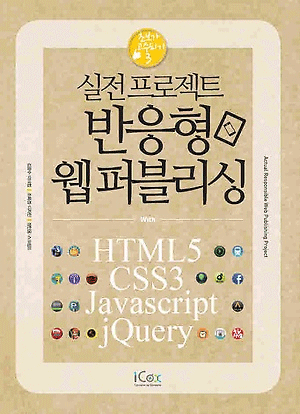 실전 프로젝트
반응형
웹 퍼블리싱
With
HTML5
CSS3
Javascript
jQuery
Actual Responsible Web Publishing Project
iCox